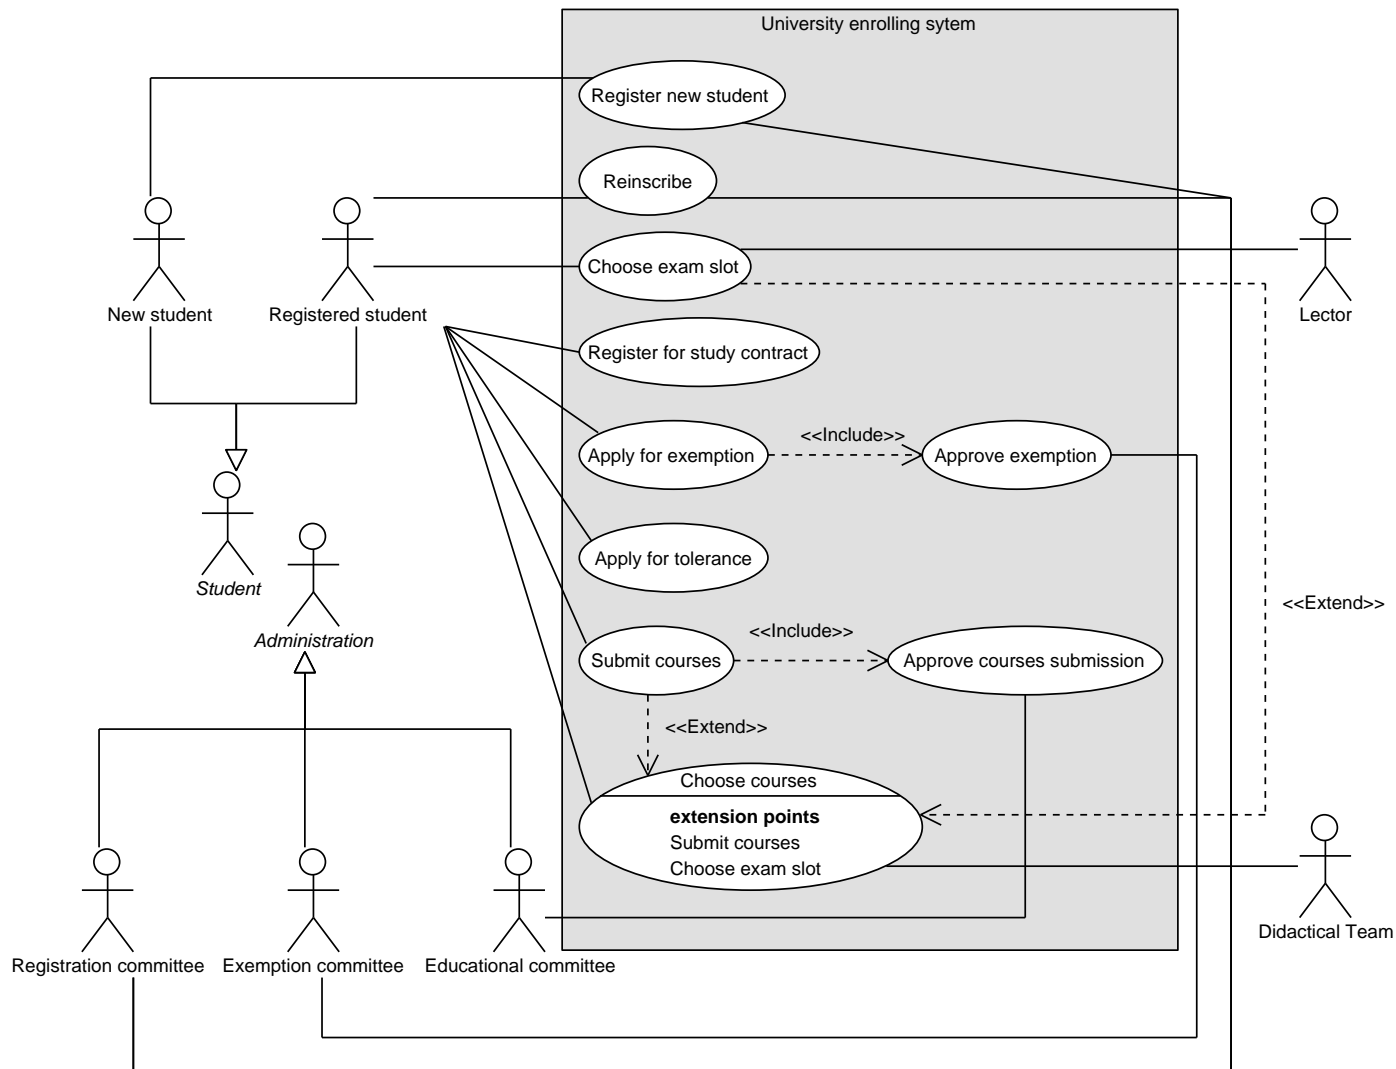 University enrolling sytem
Register new student
Reinscribe
Choose exam slot
New student
Registered student
Lector
Register for study contract
<<Include>>
Apply for exemption
Approve exemption
Apply for tolerance
Student
<<Extend>>
Administration
<<Include>>
Submit courses
Approve courses submission
<<Extend>>
Choose courses
extension points
Submit courses
Choose exam slot
Didactical Team
Registration committee
Exemption committee
Educational committee